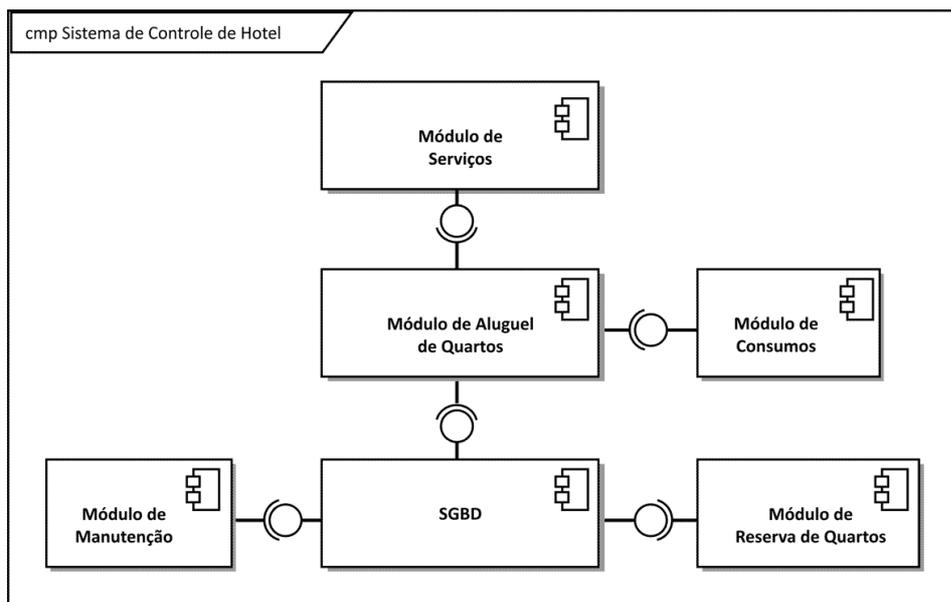 cmp Sistema de Controle de Hotel
Módulo de
Serviços
Módulo de Aluguel
de Quartos
Módulo de
Consumos
Módulo de
Manutenção
SGBD
Módulo de
Reserva de Quartos